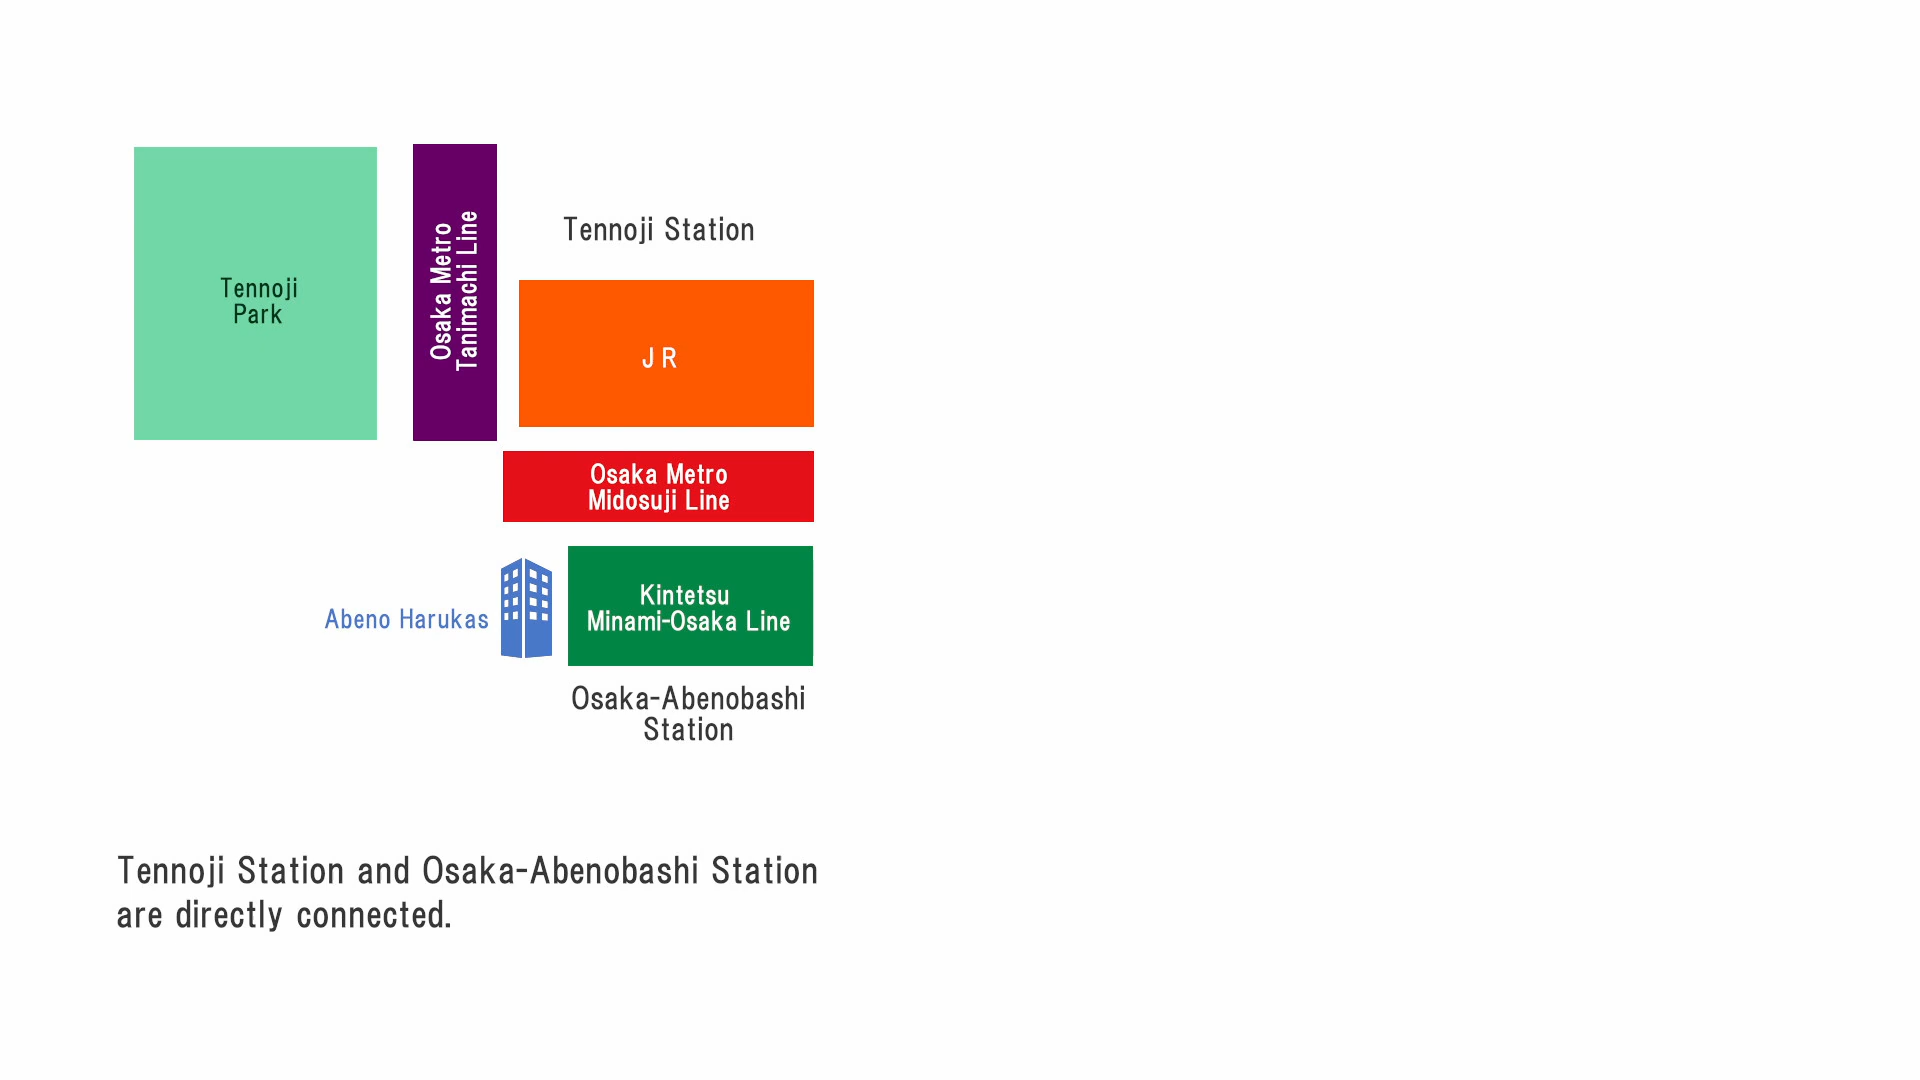 Tennoji
Park
Osaka Metro
Tanimachi Line
Tennoji Station
JR
Osaka Metro
Midosuji Line
Abeno Harukas
Kintetsu
Minami-Osaka Line
Osaka-Abenobashi
Station
Tennoji Station and Osaka-Abenobashi Station
are directly connected.